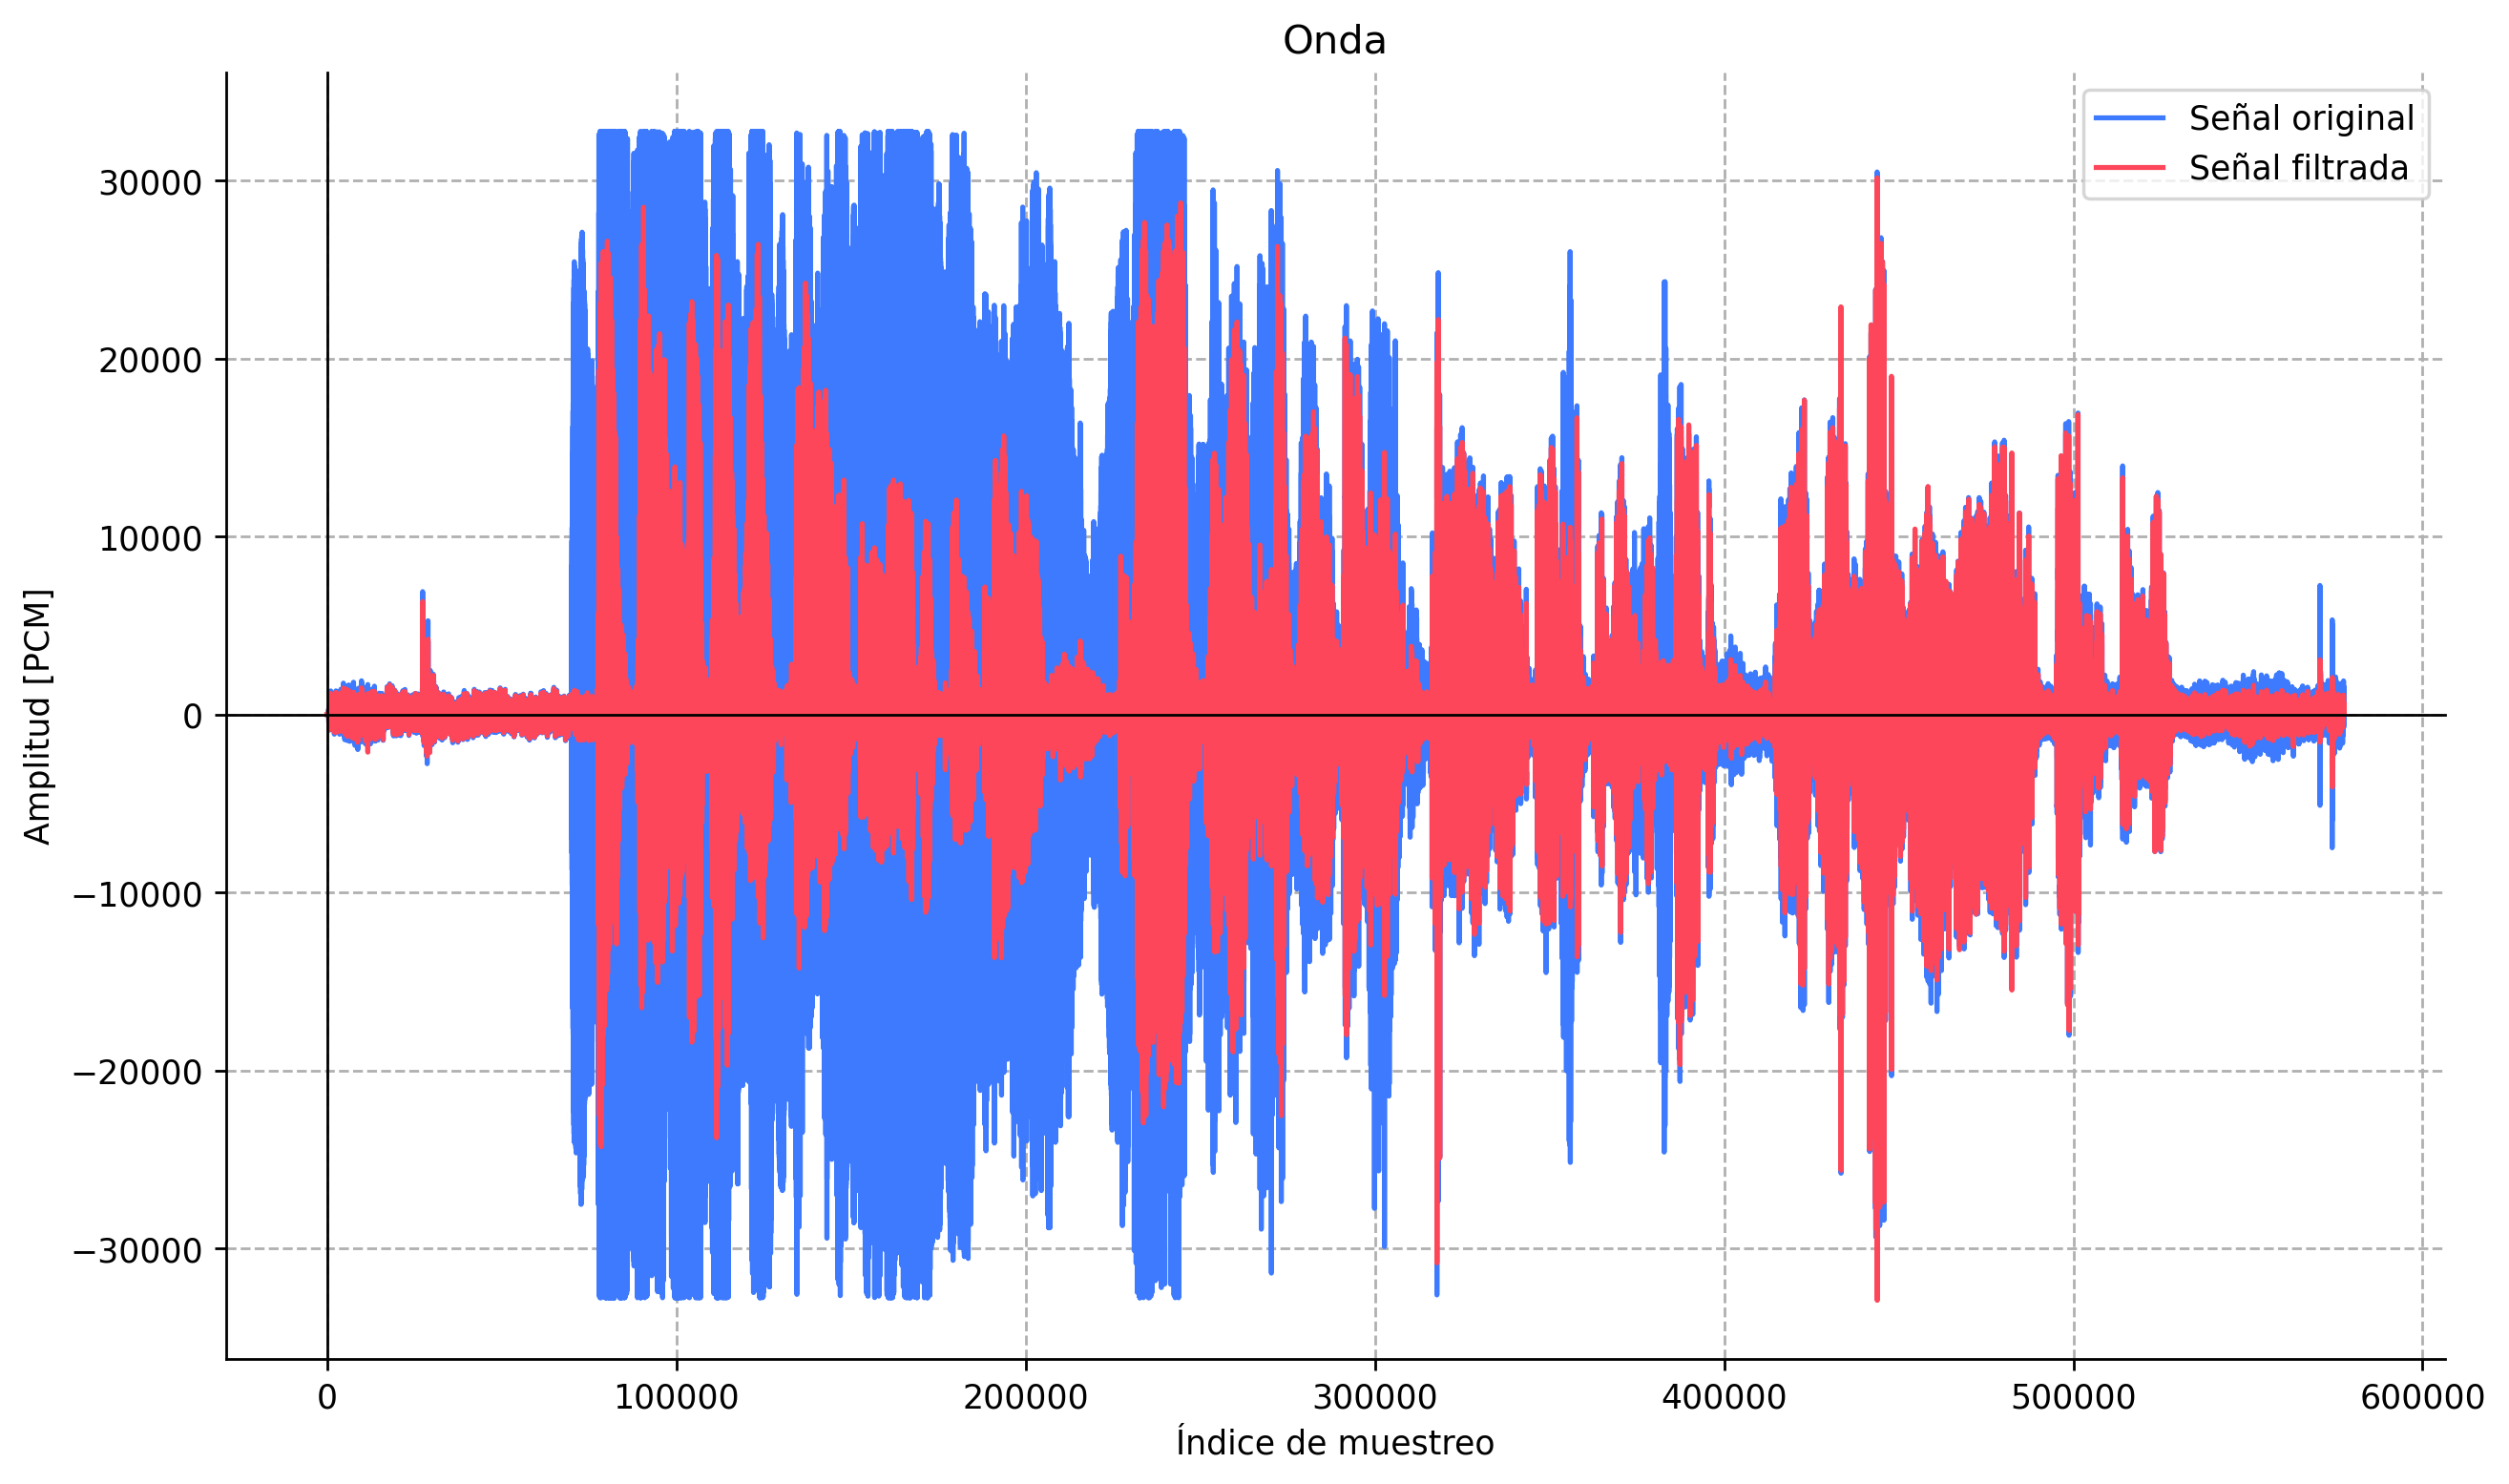 Onda
Señal original
Señal filtrada
30000
20000
10000
0
−10000
−20000
−30000
Amplitud [PCM]
0 100000 200000 300000 400000 500000 600000
Índice de muestreo